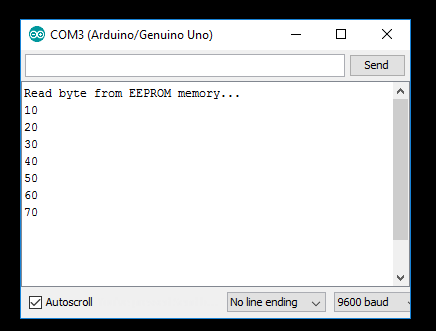 COM3 (Arduino/Genuino Uno)
Send
Read byte from EEPROM memory...
10
20
30
40
50
60
70
Autoscroll
No line ending
9600 baud